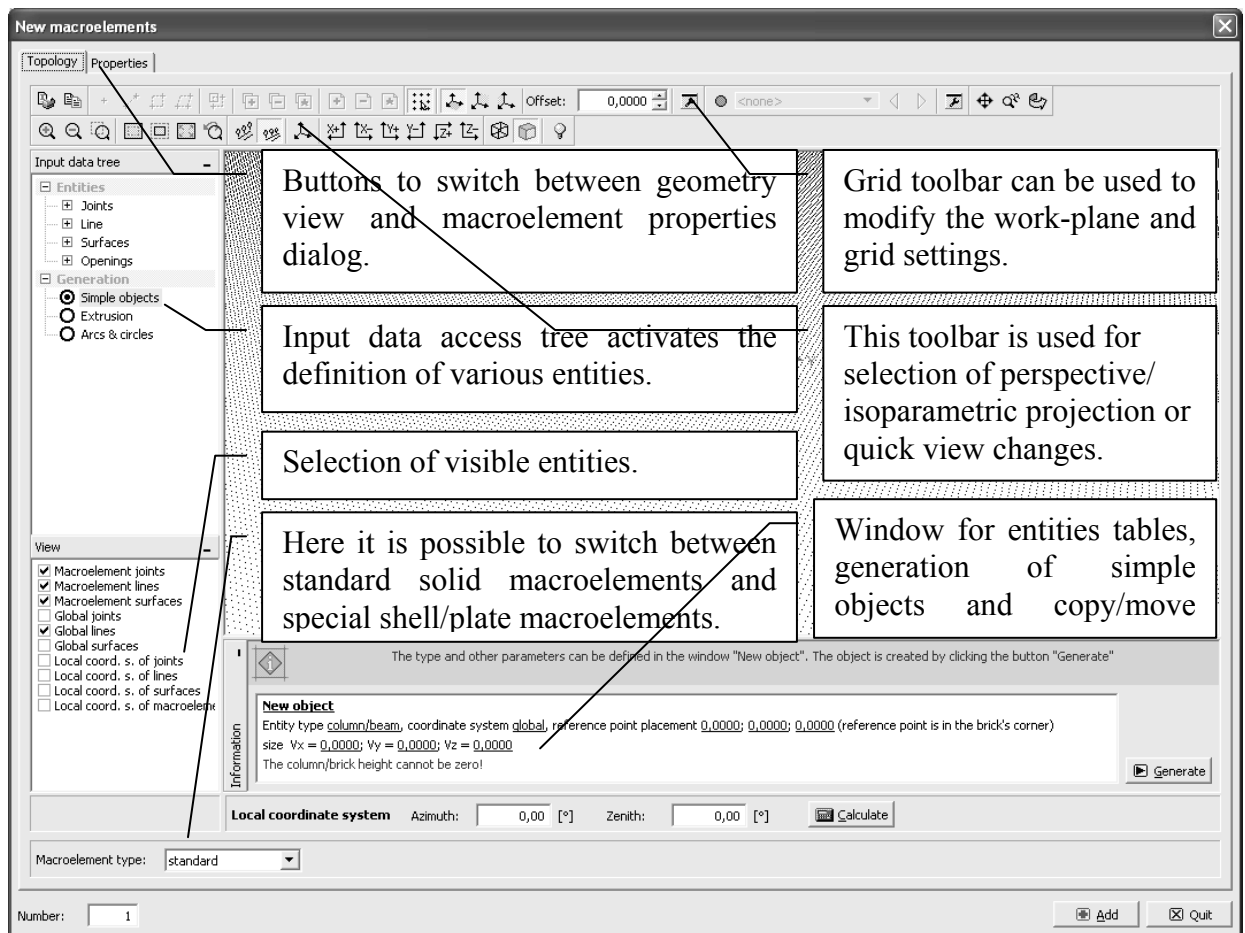 New macroelements
Topology Properties
Offset: 0,0000 <none>
X+ X- Y+ Y- Z+ Z-
Input data tree
Entities
Joints
Line
Surfaces
Openings
Generation
Simple objects
Extrusion
Arcs & circles
Buttons to switch between geometry
view and macroelement properties
dialog.
Grid toolbar can be used to
modify the work-plane and
grid settings.
Input data access tree activates the
definition of various entities.
This toolbar is used for
selection of perspective/
isoparametric projection or
quick view changes.
Selection of visible entities.
Here it is possible to switch between
standard solid macroelements and
special shell/plate macroelements.
Window for entities tables,
generation of simple
objects and copy/move
View
Macroelement joints
Macroelement lines
Macroelement surfaces
Global joints
Global lines
Global surfaces
Local coord. s. of joints
Local coord. s. of lines
Local coord. s. of surfaces
Local coord. s. of macroeleme
Information
The type and other parameters can be defined in the window "New object". The object is created by clicking the button "Generate"
New object
Entity type column/beam, coordinate system global, reference point placement 0,0000; 0,0000; 0,0000 (reference point is in the brick's corner)
size Vx = 0,0000; Vy = 0,0000; Vz = 0,0000
The column/brick height cannot be zero!
Generate
Local coordinate system Azimuth: 0,00 [°] Zenith: 0,00 [°] Calculate
Macroelement type: standard
Number: 1
Add Quit